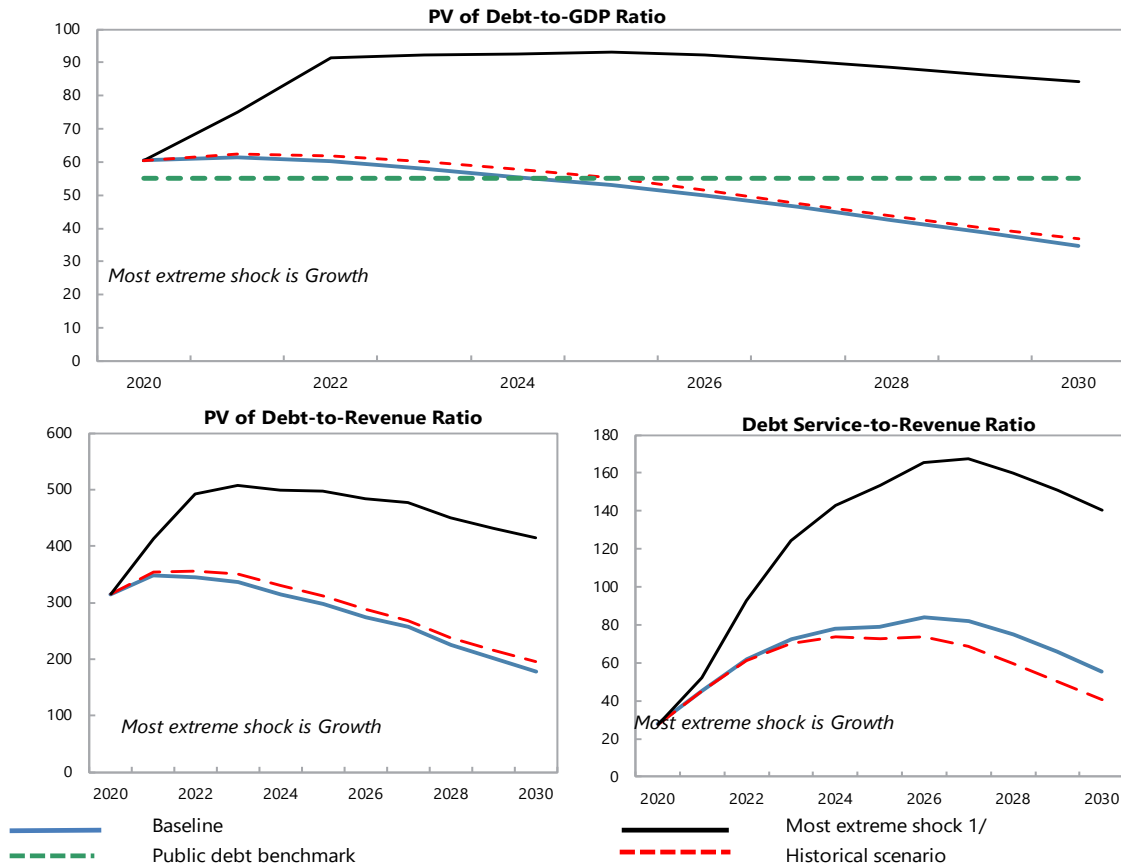 PV of Debt-to-GDP Ratio
100
90
80
70
60
50
40
30
20
10
0
Most extreme shock is Growth
2020 2022 2024 2026 2028 2030
PV of Debt-to-Revenue Ratio
600
500
400
300
200
100
0
Most extreme shock is Growth
2020 2022 2024 2026 2028 2030
Debt Service-to-Revenue Ratio
180
160
140
120
100
80
60
40
20
0
Most extreme shock is Growth
2020 2022 2024 2026 2028 2030
Baseline
Public debt benchmark
Most extreme shock 1/
Historical scenario